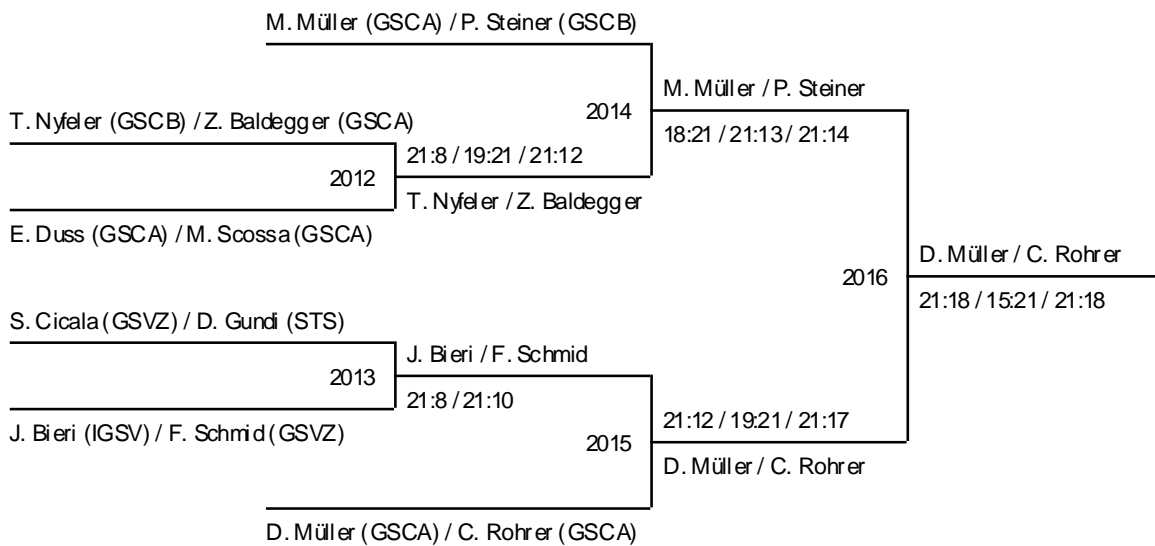 M. Müller (GSCA) / P. Steiner (GSCB)
M. Müller / P. Steiner
2014
T. Nyfeler (GSCB) / Z. Baldegger (GSCA)
18:21 / 21:13 / 21:14
21:8 / 19:21 / 21:12
2012
T. Nyfeler / Z. Baldegger
E. Duss (GSCA) / M. Scossa (GSCA)
D. Müller / C. Rohrer
2016
21:18 / 15:21 / 21:18
S. Cicala (GSVZ) / D. Gundi (STS)
J. Bieri / F. Schmid
2013
21:8 / 21:10
21:12 / 19:21 / 21:17
J. Bieri (IGSV) / F. Schmid (GSVZ)
2015
D. Müller / C. Rohrer
D. Müller (GSCA) / C. Rohrer (GSCA)